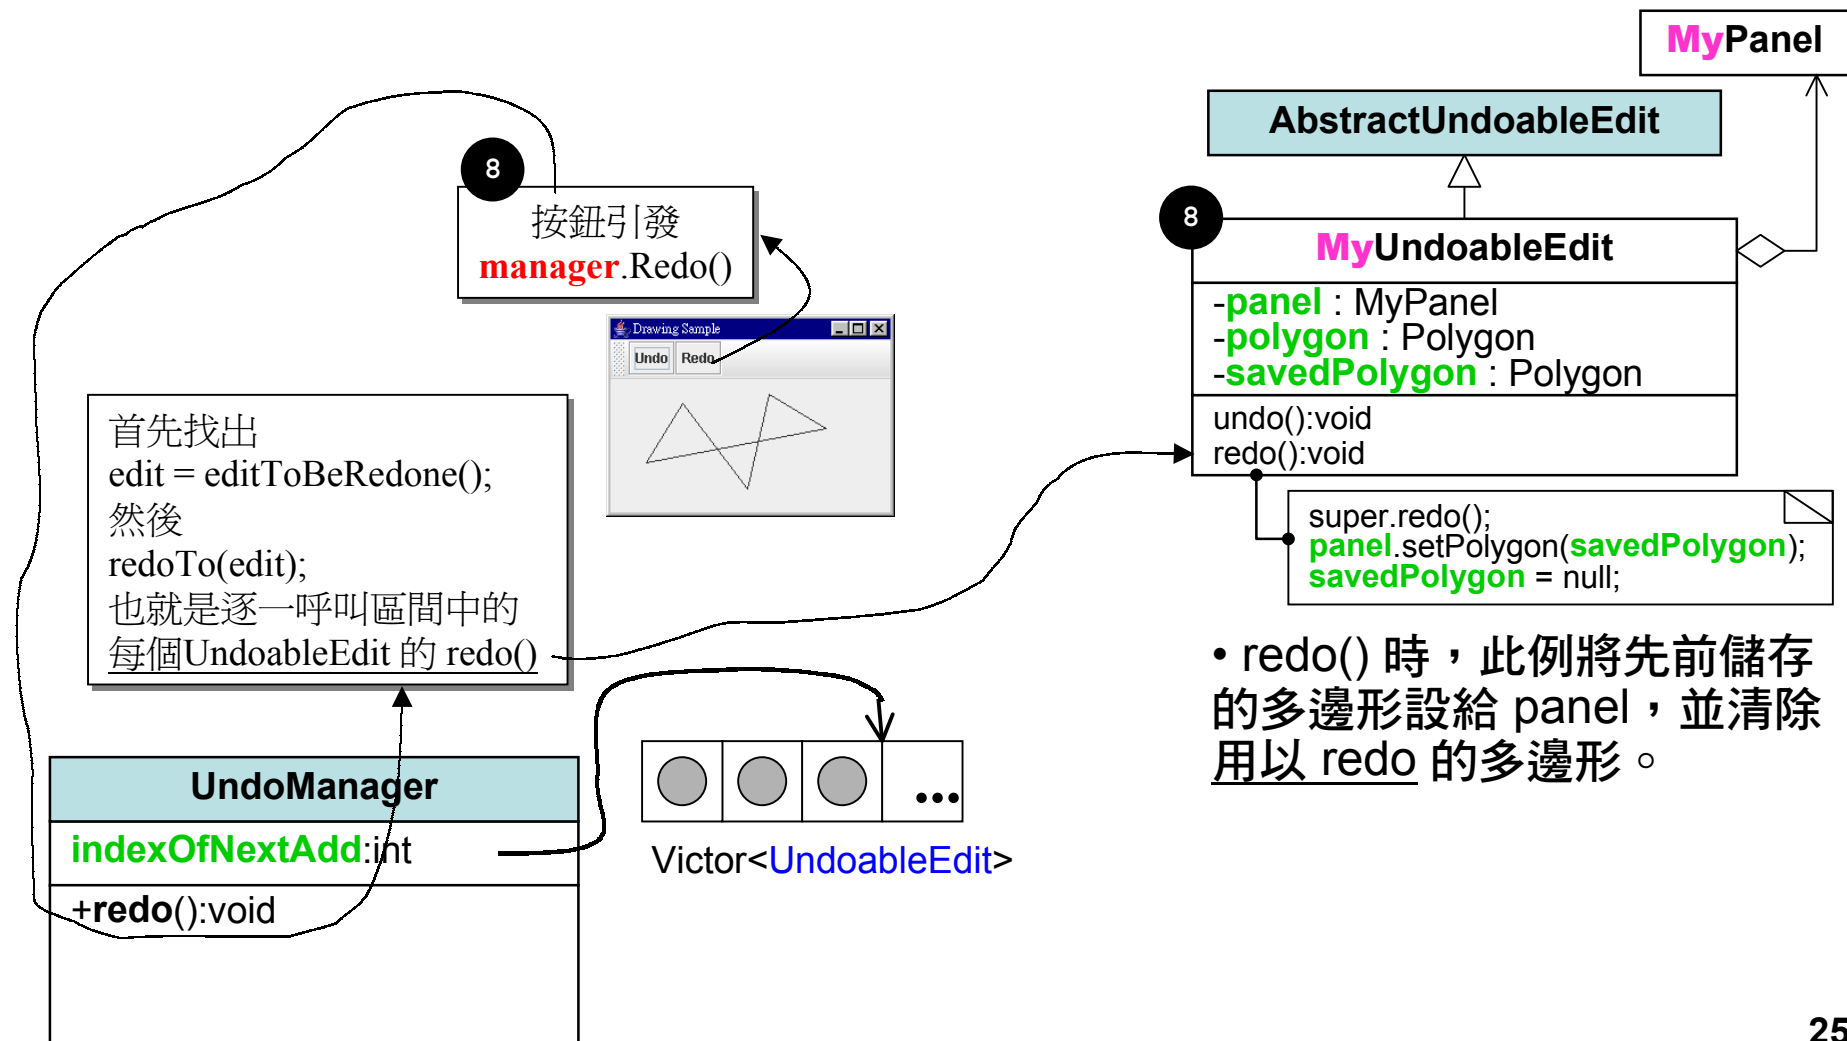 MyPanel
AbstractUndoableEdit
8
按鈕引發
manager.Redo()
8
MyUndoableEdit
-panel : MyPanel
-polygon : Polygon
-savedPolygon : Polygon
undo():void
redo():void
Drawing Sample
Undo Redo
首先找出
edit = editToBeRedone();
然後
redoTo(edit);
也就是逐一呼叫區間中的
每個UndoableEdit 的 redo()
super.redo();
panel.setPolygon(savedPolygon);
savedPolygon = null;
• redo() 時，此例將先前儲存
的多邊形設給 panel，並清除
用以 redo 的多邊形。
UndoManager
indexOfNextAdd:int
+redo():void
...
Victor<UndoableEdit>
25